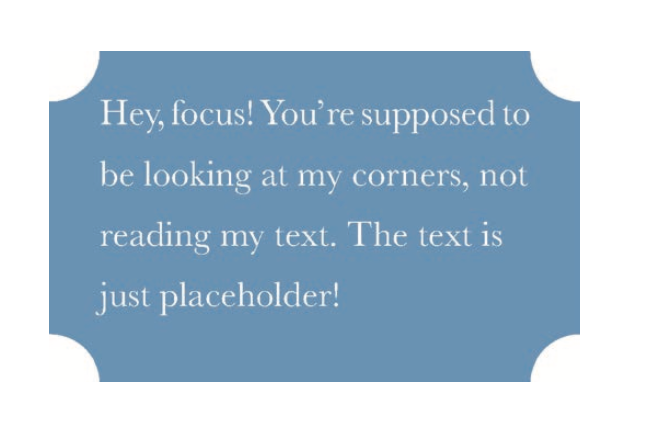 Hey, focus! You’re supposed to
be looking at my corners, not
reading my text. The text is
just placeholder!